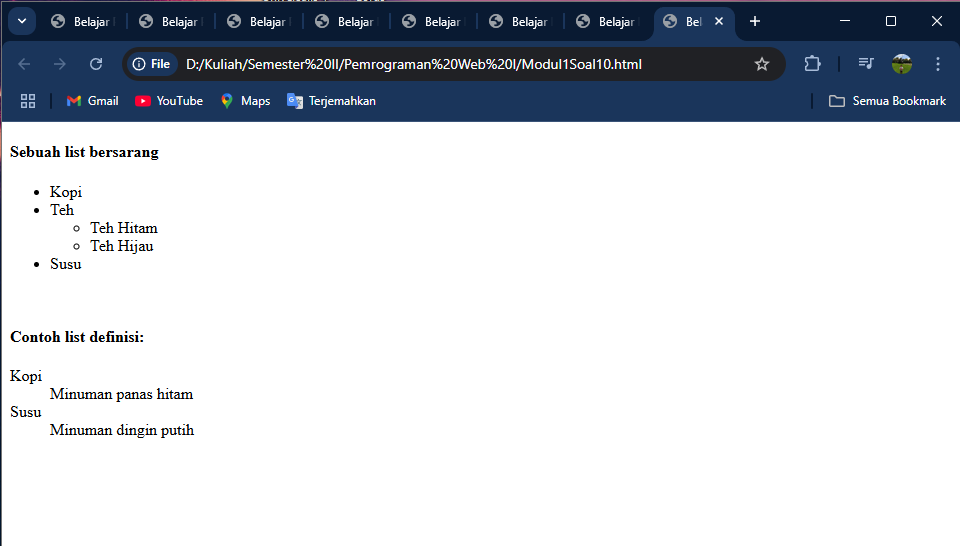 Belajar Belajar Belajar Belajar Belajar Belajar Belajar Bel
File D:/Kuliah/Semester%20II/Pemrograman%20Web%20I/Modul1Soal10.html
Gmail YouTube Maps Terjemahkan Semua Bookmark
Sebuah list bersarang
Kopi
Teh
Teh Hitam
Teh Hijau
Susu
Contoh list definisi:
Kopi
Minuman panas hitam
Susu
Minuman dingin putih